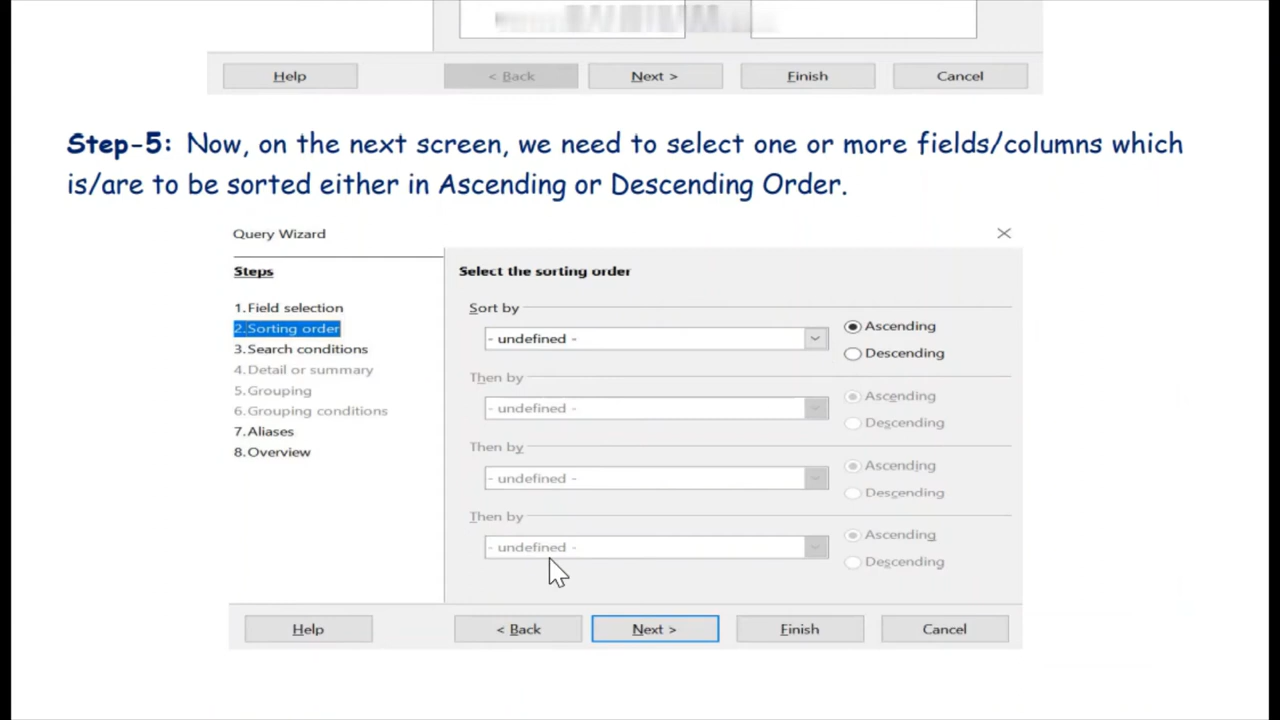 Help < Back Next > Finish Cancel
Step-5: Now, on the next screen, we need to select one or more fields/columns which
is/are to be sorted either in Ascending or Descending Order.
Query Wizard
Steps
1.Field selection
2.Sorting order
3.Search conditions
4.Detail or summary
5.Grouping
6.Grouping conditions
7.Aliases
8.Overview
Select the sorting order
Sort by
- undefined -
Ascending
Descending
Then by
- undefined -
Ascending
Descending
Then by
- undefined -
Ascending
Descending
Then by
- undefined -
Ascending
Descending
Help < Back Next > Finish Cancel